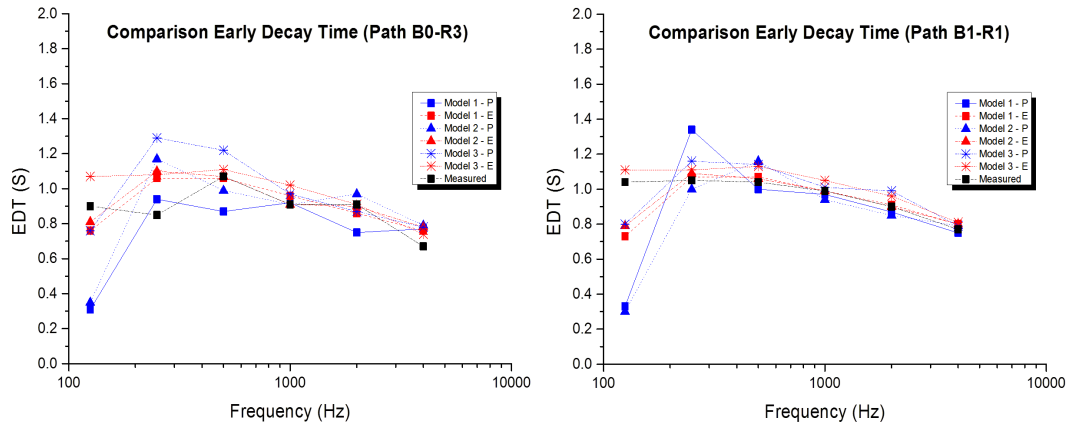 Comparison Early Decay Time (Path B0-R3)
2.0
1.8
1.6
1.4
1.2
1.0
0.8
0.6
0.4
0.2
0.0
EDT (S)
Model 1 - P
Model 1 - E
Model 2 - P
Model 2 - E
Model 3 - P
Model 3 - E
Measured
100
1000
10000
Frequency (Hz)
Comparison Early Decay Time (Path B1-R1)
2.0
1.8
1.6
1.4
1.2
1.0
0.8
0.6
0.4
0.2
0.0
EDT (S)
Model 1 - P
Model 1 - E
Model 2 - P
Model 2 - E
Model 3 - P
Model 3 - E
Measured
100
1000
10000
Frequency (Hz)